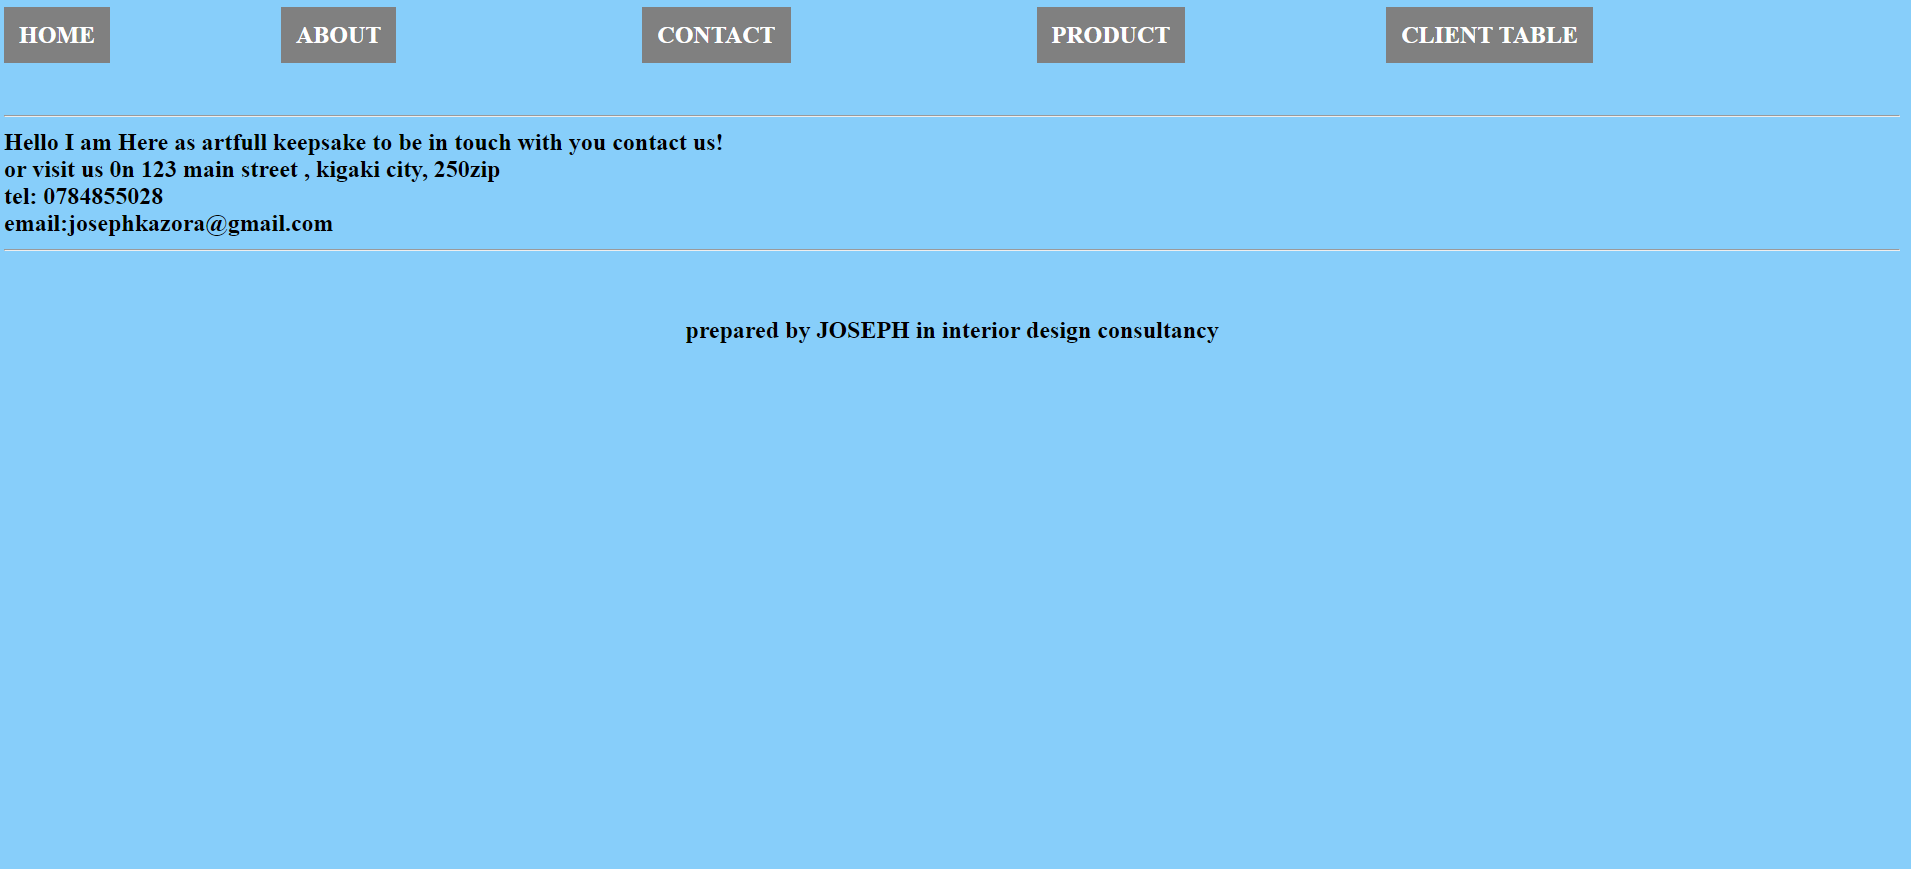 HOME ABOUT CONTACT PRODUCT CLIENT TABLE
Hello I am Here as artfull keepsake to be in touch with you contact us!
or visit us 0n 123 main street , kigaki city, 250zip
tel: 0784855028
email:josephkazora@gmail.com
prepared by JOSEPH in interior design consultancy